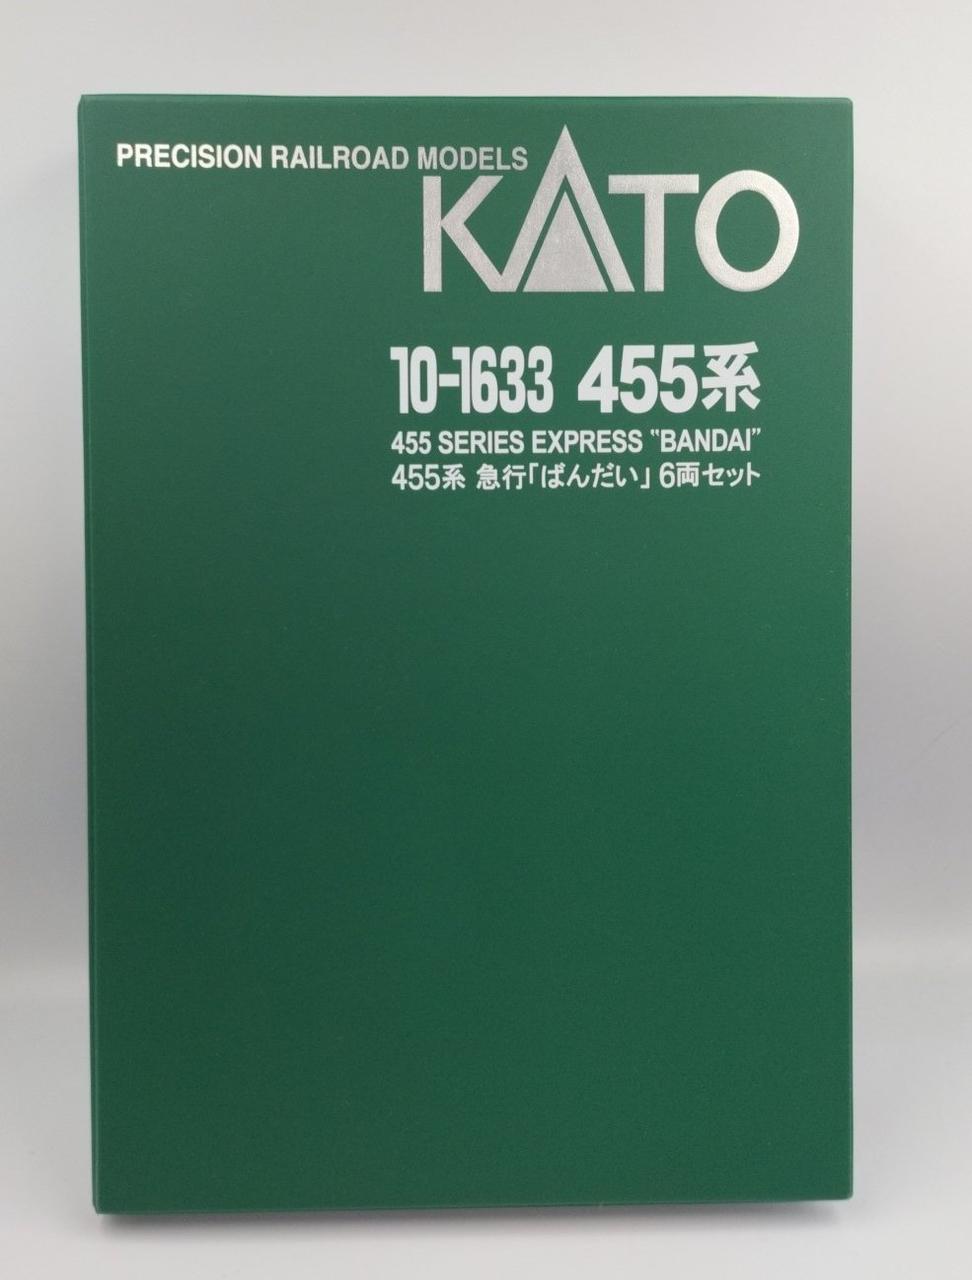 PRECISION RAILROAD MODELS
KATO
10-1633 455系
455 SERIES EXPRESS "BANDAI"
455系 急行「ばんだい」 6両セット